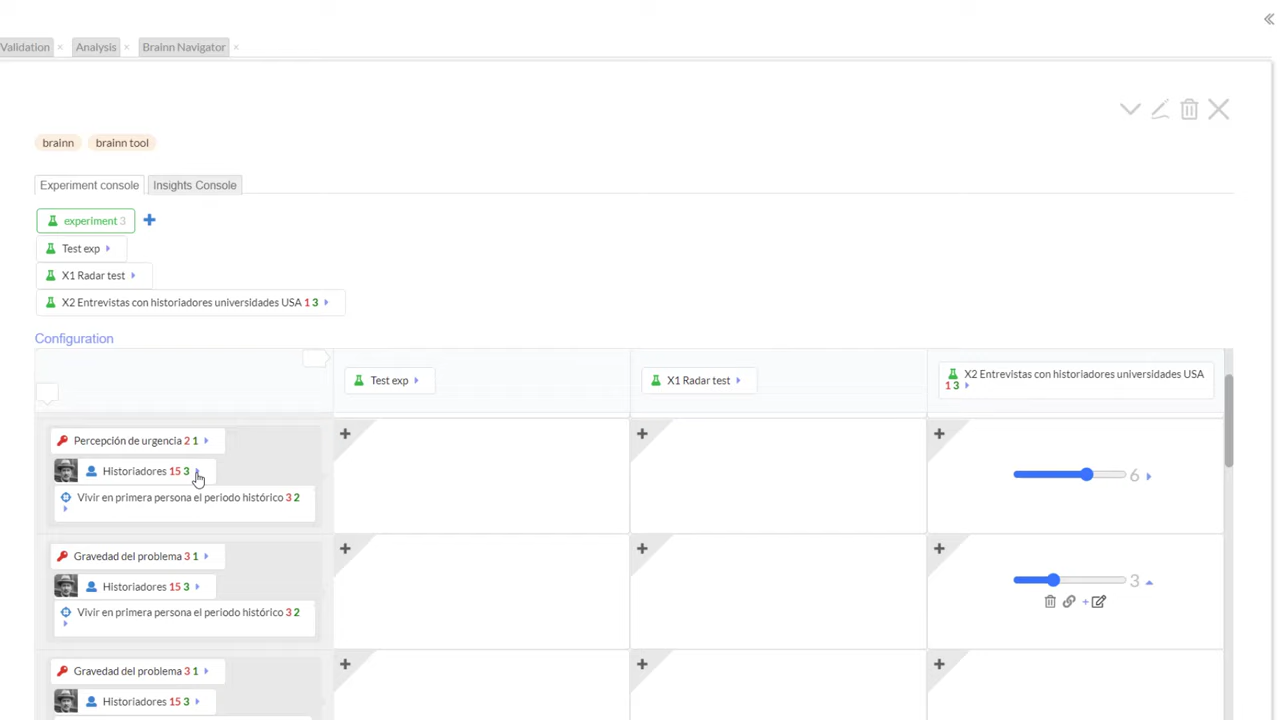 Validation × Analysis × Brainn Navigator ×
brainn brainn tool
Experiment console Insights Console
experiment 3
Test exp
X1 Radar test
X2 Entrevistas con historiadores universidades USA 1 3
Configuration
Test exp X1 Radar test X2 Entrevistas con historiadores universidades USA
1 3
Percepción de urgencia 2 1
Historiadores 15 3
6
Vivir en primera persona el periodo histórico 3 2
Gravedad del problema 3 1
Historiadores 15 3
3
Vivir en primera persona el periodo histórico 3 2
Gravedad del problema 3 1
Historiadores 15 3